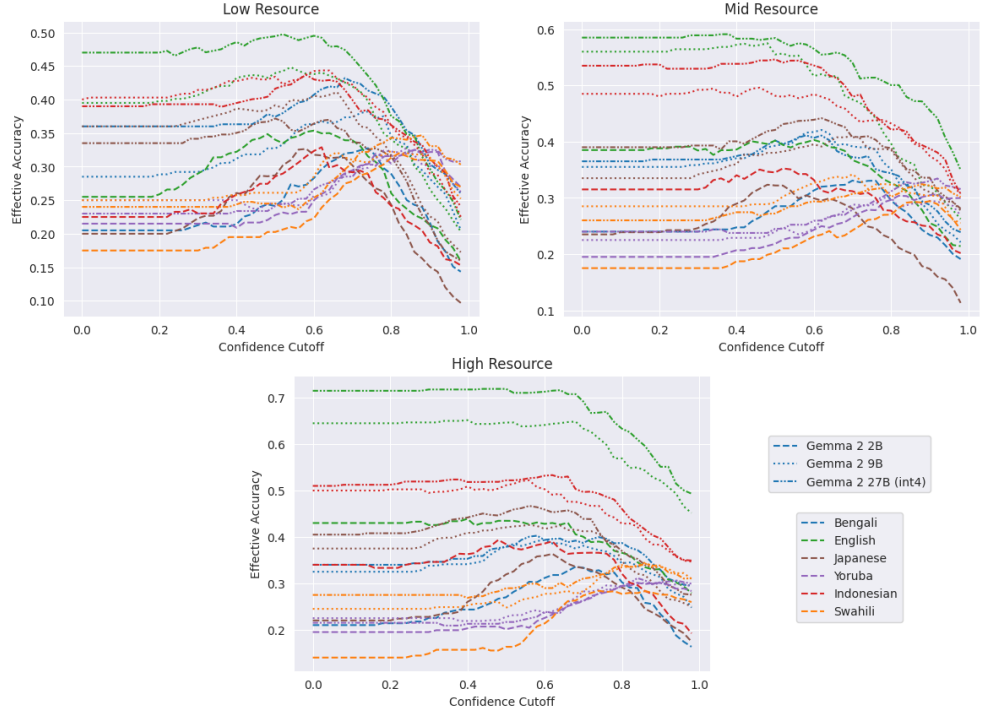 Low Resource
Effective Accuracy
0.50
0.45
0.40
0.35
0.30
0.25
0.20
0.15
0.10
0.0 0.2 0.4 0.6 0.8 1.0
Confidence Cutoff
Mid Resource
Effective Accuracy
0.6
0.5
0.4
0.3
0.2
0.1
0.0 0.2 0.4 0.6 0.8 1.0
Confidence Cutoff
High Resource
Effective Accuracy
0.7
0.6
0.5
0.4
0.3
0.2
0.0 0.2 0.4 0.6 0.8 1.0
Confidence Cutoff
Gemma 2 2B
Gemma 2 9B
Gemma 2 27B (int4)
Bengali
English
Japanese
Yoruba
Indonesian
Swahili